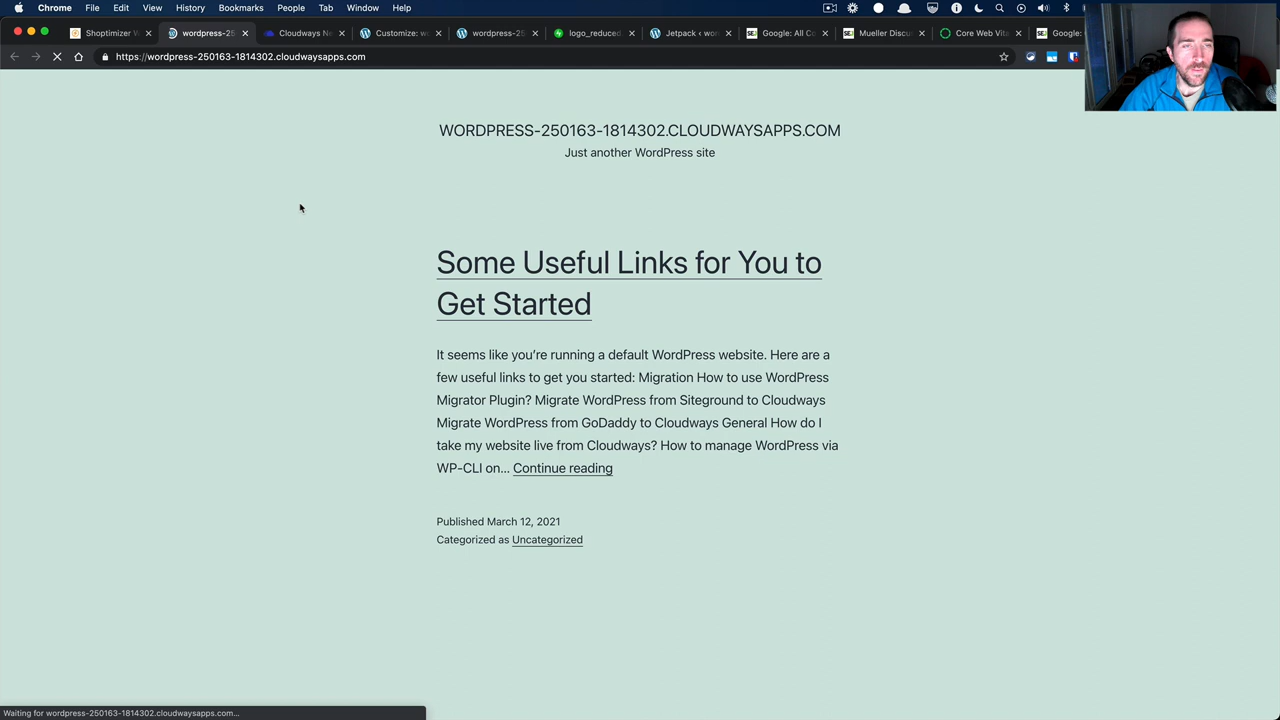 Chrome File Edit View History Bookmarks People Tab Window Help
Shoptimizer W
wordpress-25
Cloudways Ne
Customize: w
wordpress-25
logo_reduced
Jetpack ‹ wor
Google: All C
Mueller Discu
Core Web Vita
Google:
https://wordpress-250163-1814302.cloudwaysapps.com
WORDPRESS-250163-1814302.CLOUDWAYSAPPS.COM
Just another WordPress site
Some Useful Links for You to
Get Started
It seems like you’re running a default WordPress website. Here are a
few useful links to get you started: Migration How to use WordPress
Migrator Plugin? Migrate WordPress from Siteground to Cloudways
Migrate WordPress from GoDaddy to Cloudways General How do I
take my website live from Cloudways? How to manage WordPress via
WP-CLI on... Continue reading
Published March 12, 2021
Categorized as Uncategorized
Waiting for wordpress-250163-1814302.cloudwaysapps.com...